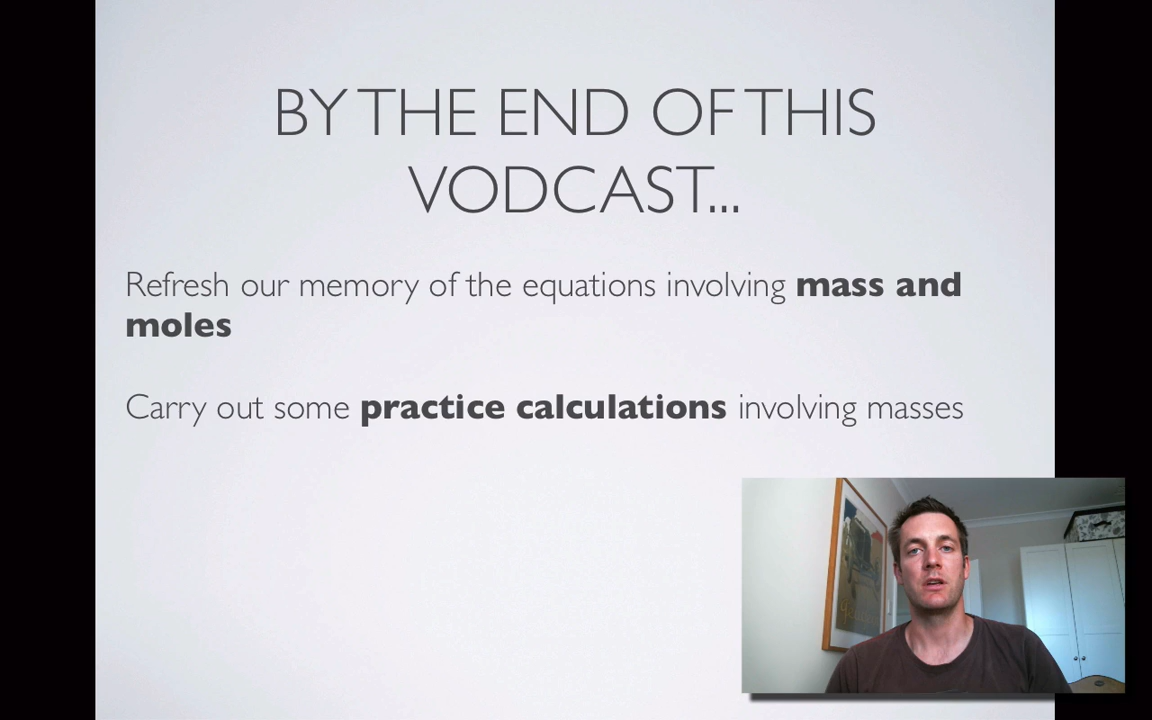 BY THE END OF THIS
VODCAST...
Refresh our memory of the equations involving mass and
moles
Carry out some practice calculations involving masses